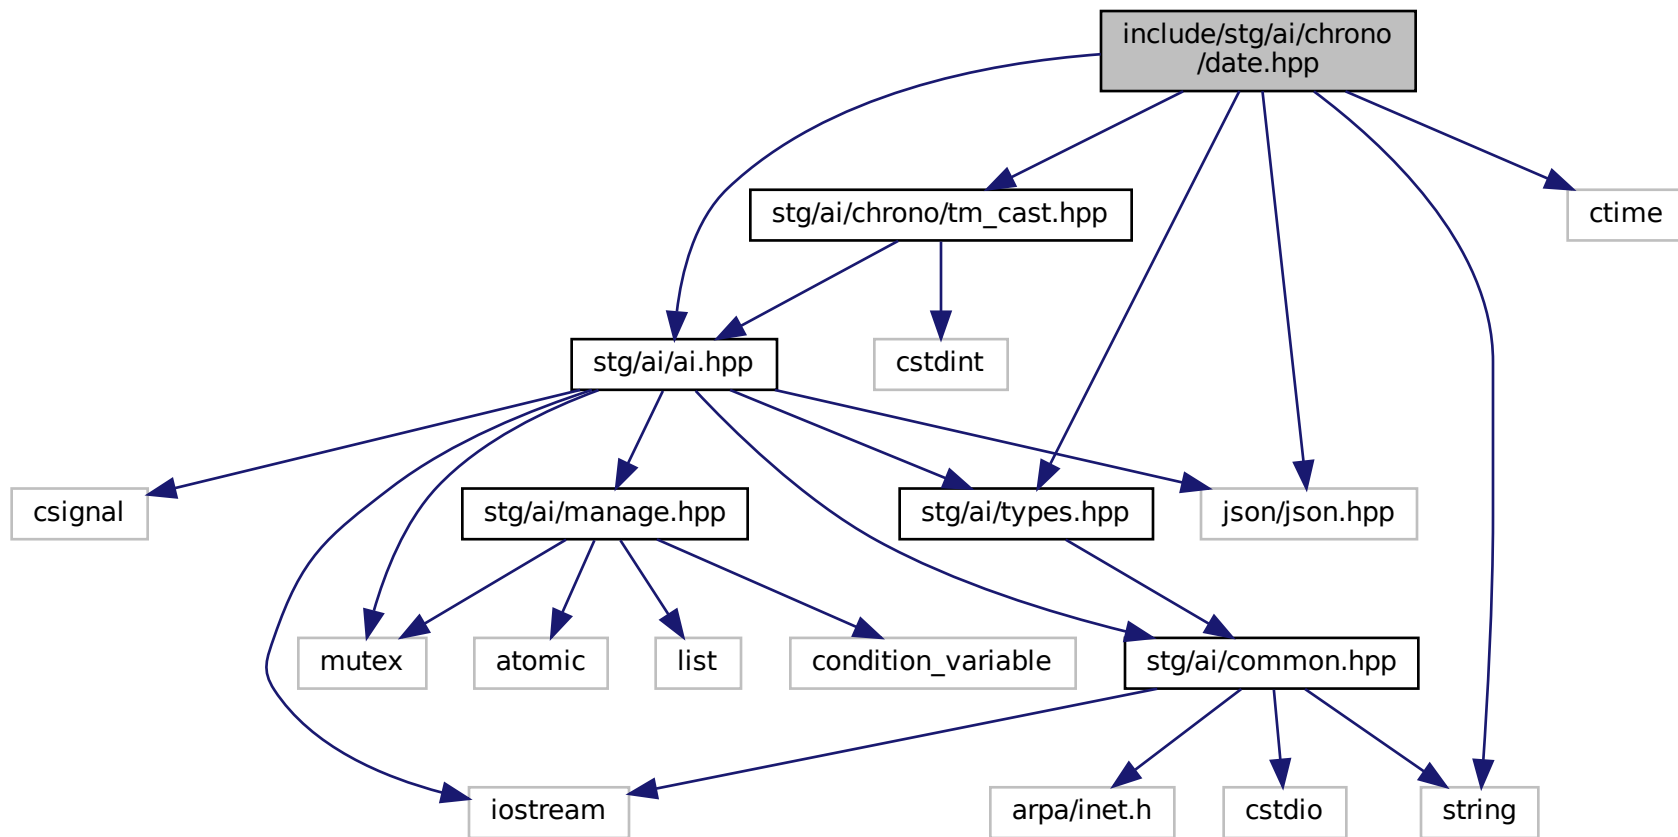 include/stg/ai/chrono
/date.hpp
stg/ai/chrono/tm_cast.hpp
ctime
stg/ai/ai.hpp
cstdint
csignal
stg/ai/manage.hpp
stg/ai/types.hpp
json/json.hpp
mutex
atomic
list
condition_variable
stg/ai/common.hpp
iostream
arpa/inet.h
cstdio
string